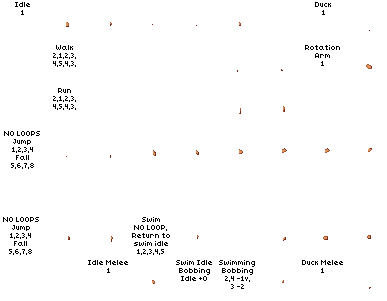 Idle
1
Duck
1
Walk
2,1,2,3,
4,5,4,3,
Rotation
Arm
1
Run
2,1,2,3,
4,5,4,3,
NO LOOPS
Jump
1,2,3,4
Fall
5,6,7,8
NO LOOPS
Jump
1,2,3,4
Fall
5,6,7,8
Swim
NO LOOP,
Return to
swim idle
1,2,3,4,5
Idle Melee
1
Swim Idle
Bobbing
Idle +0
Swimming
Bobbing
2,4 -1v,
3 -2
Duck Melee
1